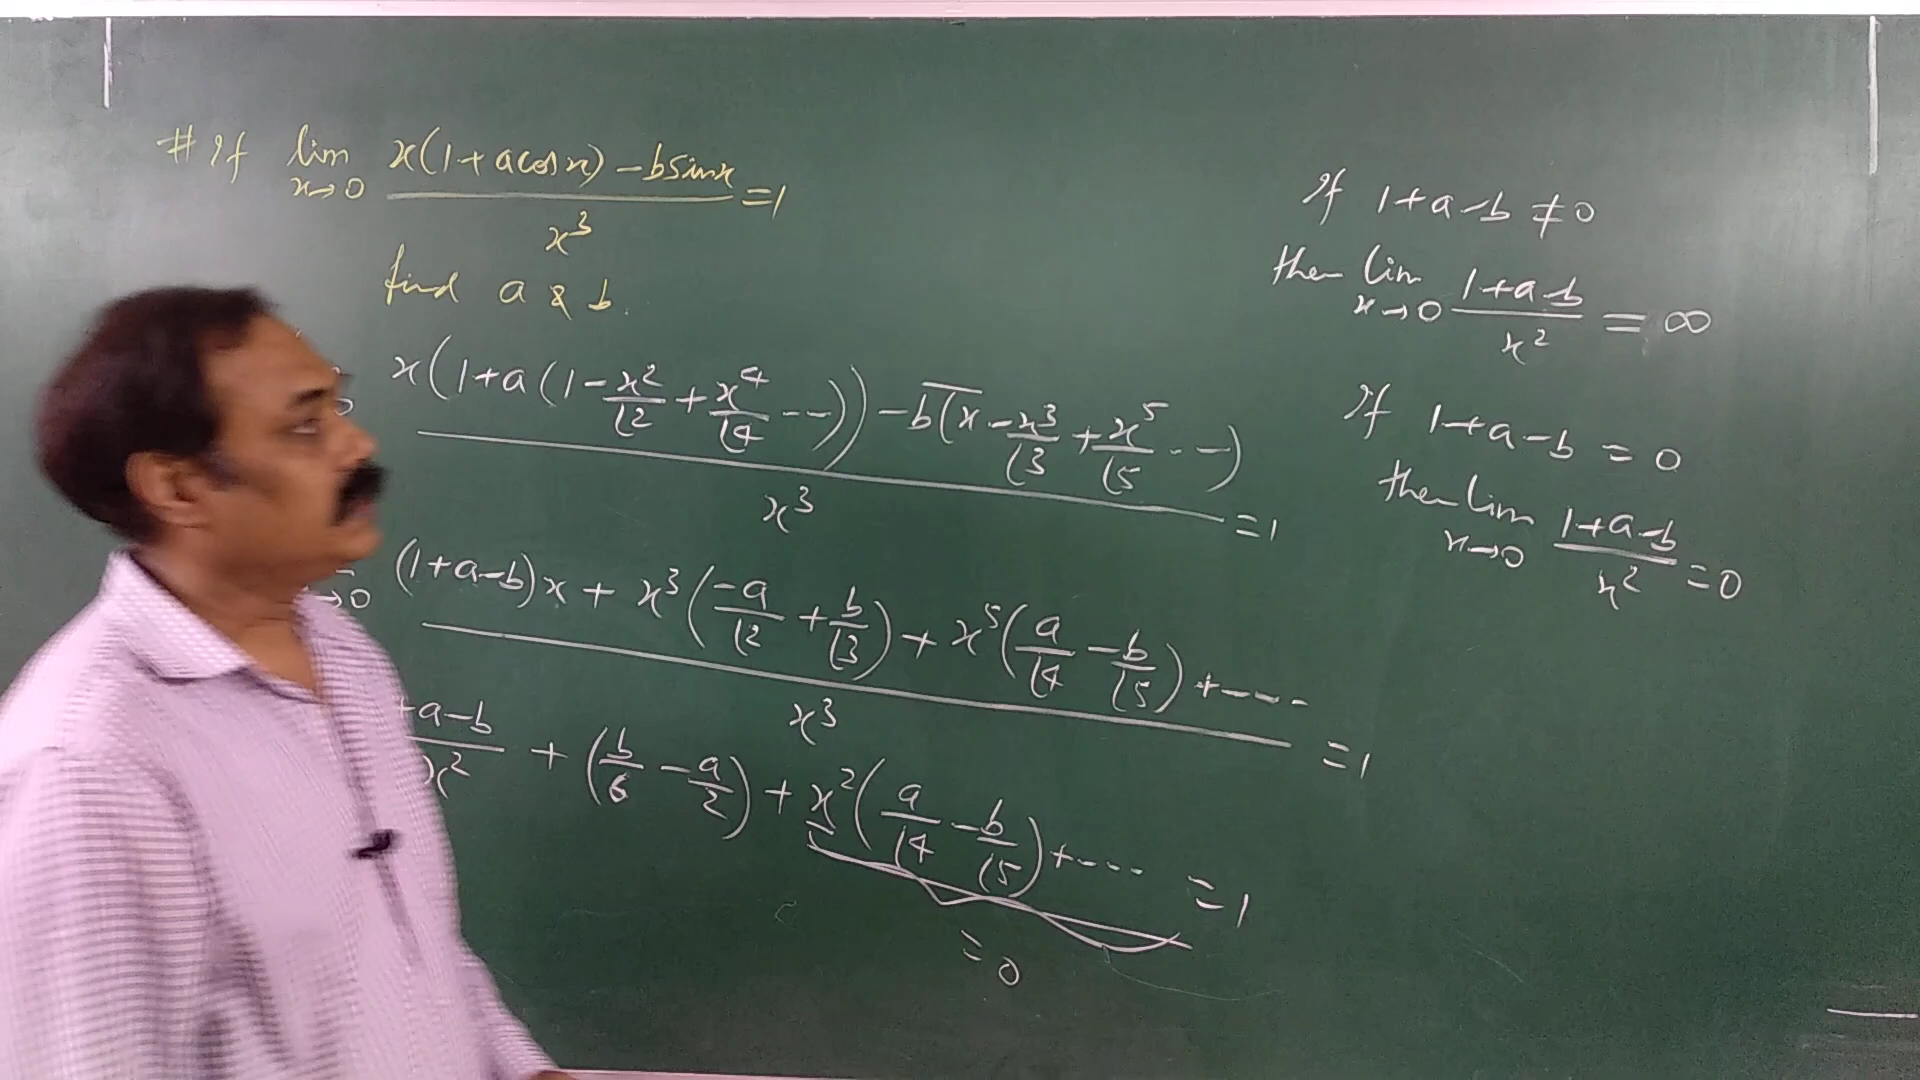 # If lim x→0 x(1+acosx)-bsinx / x³ =1
find a & b.
x(1+a(1-x²/⌊2+x⁴/⌊4---))-b(x-x³/⌊3+x⁵/⌊5---) / x³ =1
→0 (1+a-b)x+x³(-a/⌊2+b/⌊3)+x⁵(a/⌊4-b/⌊5)+---- / x³ =1
+a-b / x² + (b/6-a/2)+x²(a/⌊4-b/⌊5)+---- =1
=0
If 1+a-b≠0
then lim x→0 1+a-b / x² = ∞
If 1+a-b=0
then lim x→0 1+a-b / x² =0